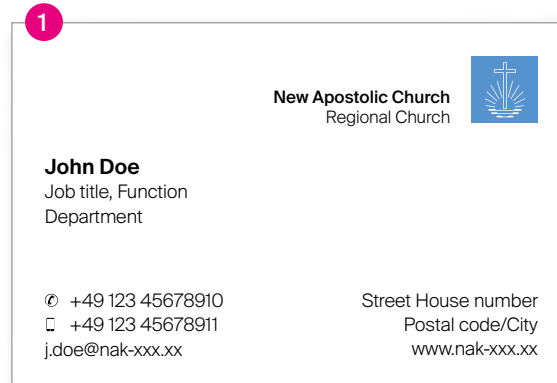 1
New Apostolic Church
Regional Church
John Doe
Job title, Function
Department
✆ +49 123 45678910
+49 123 45678911
j.doe@nak-xxx.xx
Street House number
Postal code/City
www.nak-xxx.xx